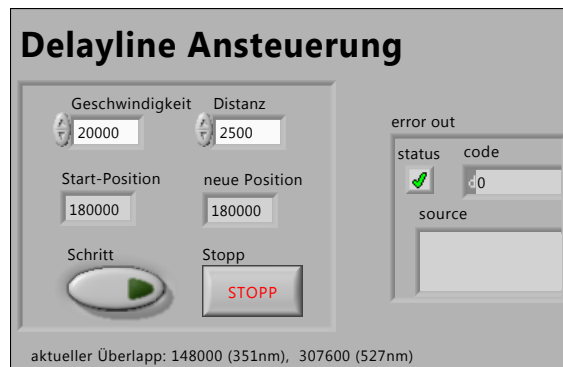 Delayline Ansteuerung
Geschwindigkeit Distanz
20000 2500
Start-Position neue Position
180000 180000
Schritt Stopp
STOPP
error out
status code
d0
source
aktueller Überlapp: 148000 (351nm), 307600 (527nm)